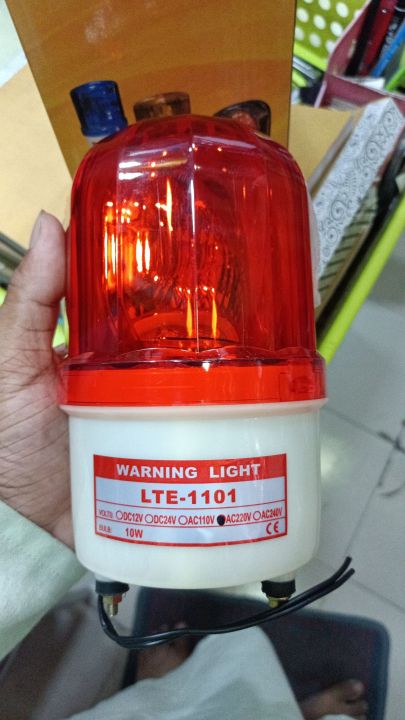 WARNING LIGHT
LTE-1101
VOLTS: ○DC12V ○DC24V ○AC110V ●AC220V ○AC240V
BULB: 10W CE